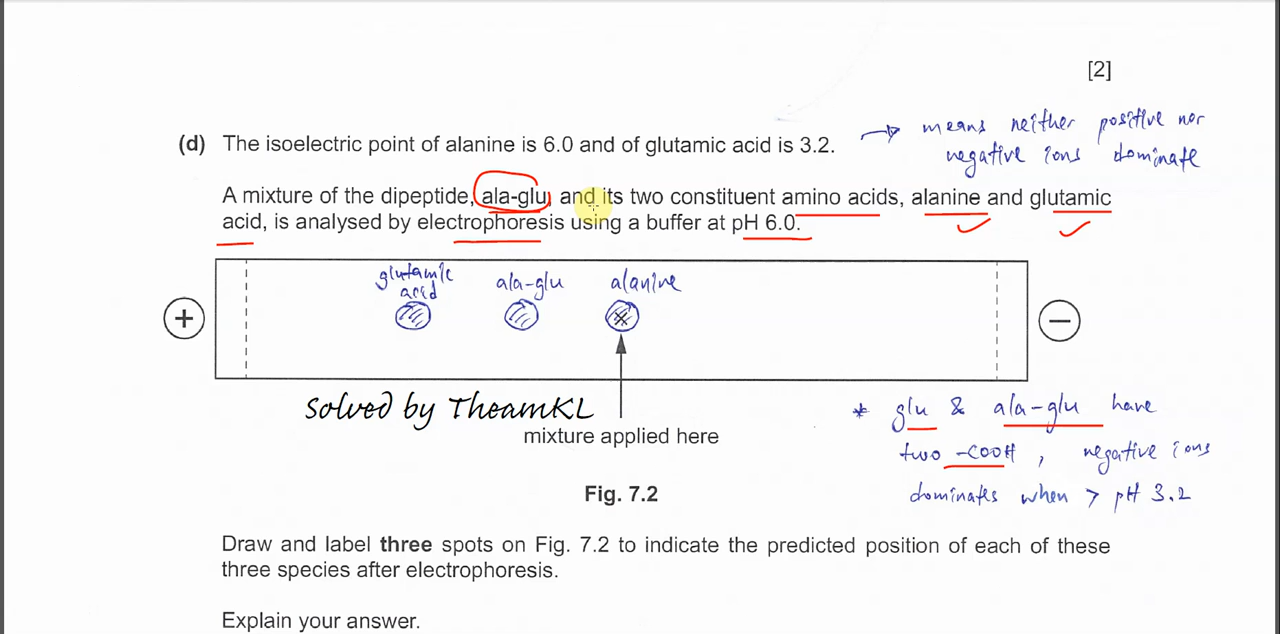 [2]
(d) The isoelectric point of alanine is 6.0 and of glutamic acid is 3.2.
means neither positive nor
negative ions dominate
A mixture of the dipeptide, ala-glu, and its two constituent amino acids, alanine and glutamic
acid, is analysed by electrophoresis using a buffer at pH 6.0.
glutamic
acid
ala-glu
alanine
+
−
Solved by TheamKL
mixture applied here
* glu & ala-glu have
two -COOH, negative ions
dominates when > pH 3.2
Fig. 7.2
Draw and label three spots on Fig. 7.2 to indicate the predicted position of each of these
three species after electrophoresis.
Explain your answer.